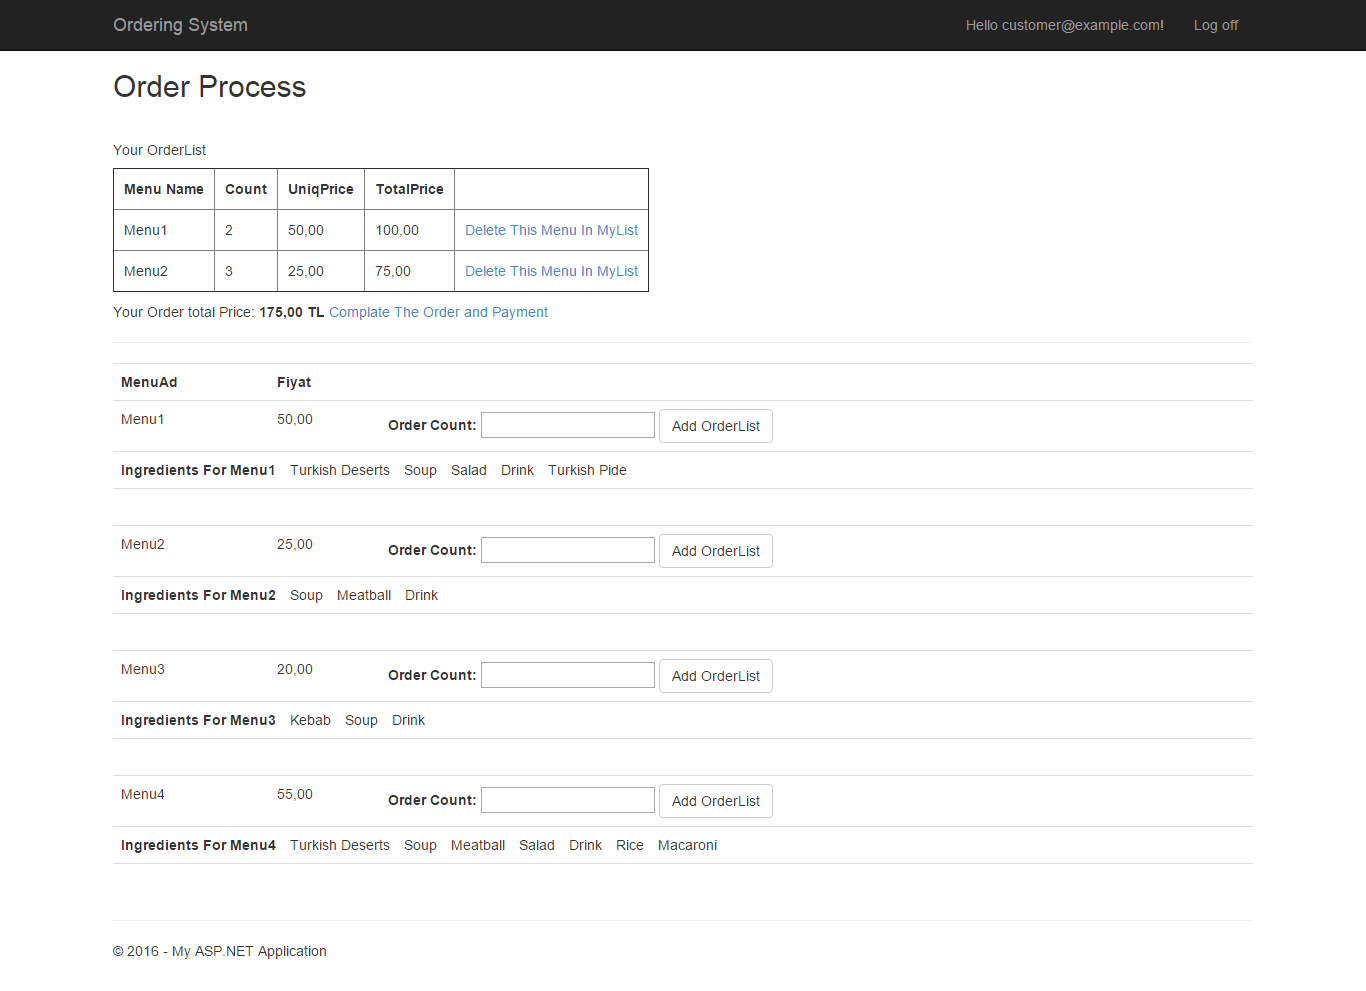 Ordering System Hello customer@example.com! Log off
Order Process
Your OrderList
Menu Name Count UniqPrice TotalPrice
Menu1 2 50,00 100,00 Delete This Menu In MyList
Menu2 3 25,00 75,00 Delete This Menu In MyList
Your Order total Price: 175,00 TL Complate The Order and Payment
MenuAd Fiyat
Menu1 50,00 Order Count: Add OrderList
Ingredients For Menu1 Turkish Deserts Soup Salad Drink Turkish Pide
Menu2 25,00 Order Count: Add OrderList
Ingredients For Menu2 Soup Meatball Drink
Menu3 20,00 Order Count: Add OrderList
Ingredients For Menu3 Kebab Soup Drink
Menu4 55,00 Order Count: Add OrderList
Ingredients For Menu4 Turkish Deserts Soup Meatball Salad Drink Rice Macaroni
© 2016 - My ASP.NET Application